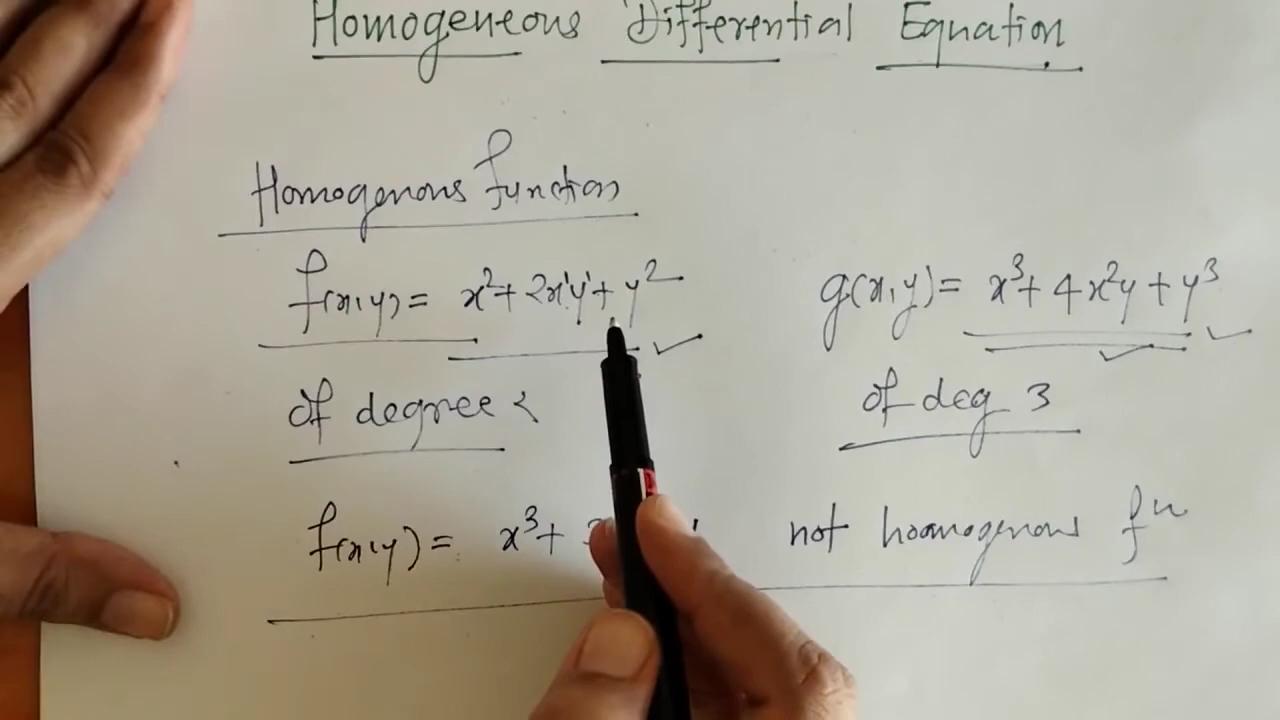 Homogeneous Differential Equation
Homogenous function
f(x,y) = x²+ 2x¹y¹+ y²
g(x,y) = x³+ 4x²y + y³
Of degree 2
Of deg 3
f(x,y) = x³+
not homogenous fⁿ